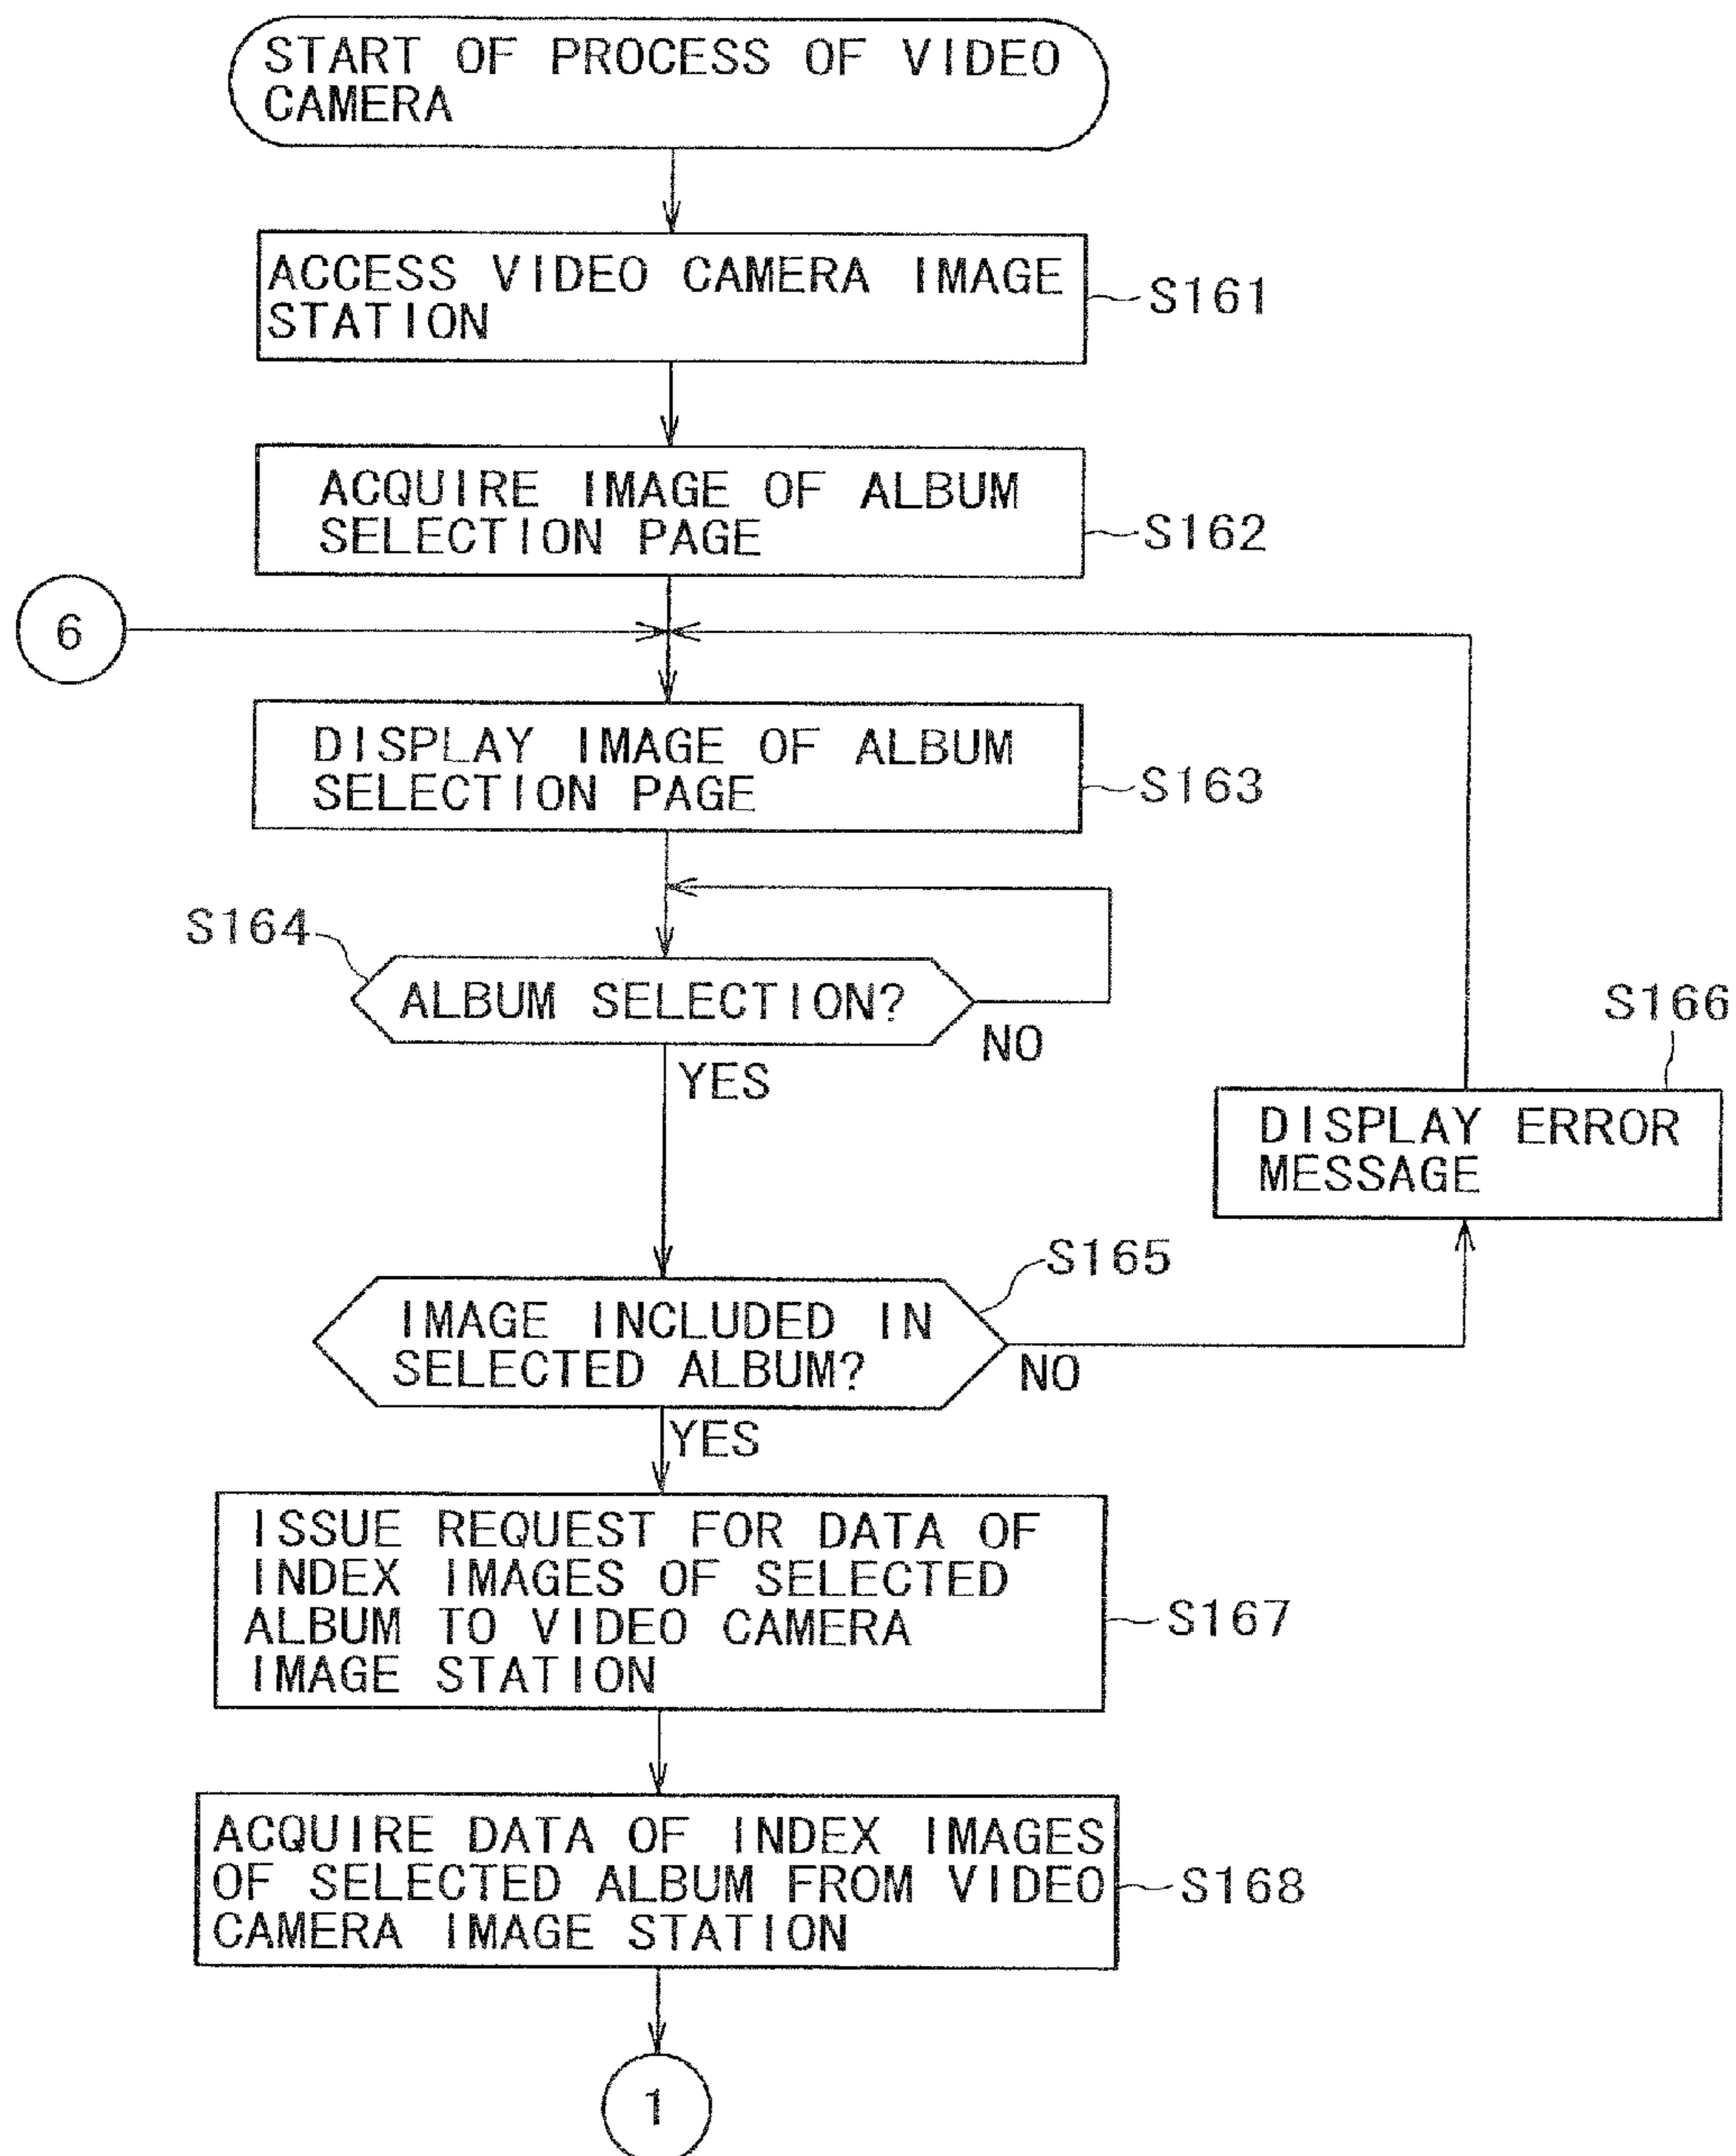 START OF PROCESS OF VIDEO
CAMERA
ACCESS VIDEO CAMERA IMAGE
STATION
S161
ACQUIRE IMAGE OF ALBUM
SELECTION PAGE
S162
6
DISPLAY IMAGE OF ALBUM
SELECTION PAGE
S163
S164
ALBUM SELECTION?
NO
YES
S166
DISPLAY ERROR
MESSAGE
S165
IMAGE INCLUDED IN
SELECTED ALBUM?
NO
YES
ISSUE REQUEST FOR DATA OF
INDEX IMAGES OF SELECTED
ALBUM TO VIDEO CAMERA
IMAGE STATION
S167
ACQUIRE DATA OF INDEX IMAGES
OF SELECTED ALBUM FROM VIDEO
CAMERA IMAGE STATION
S168
1